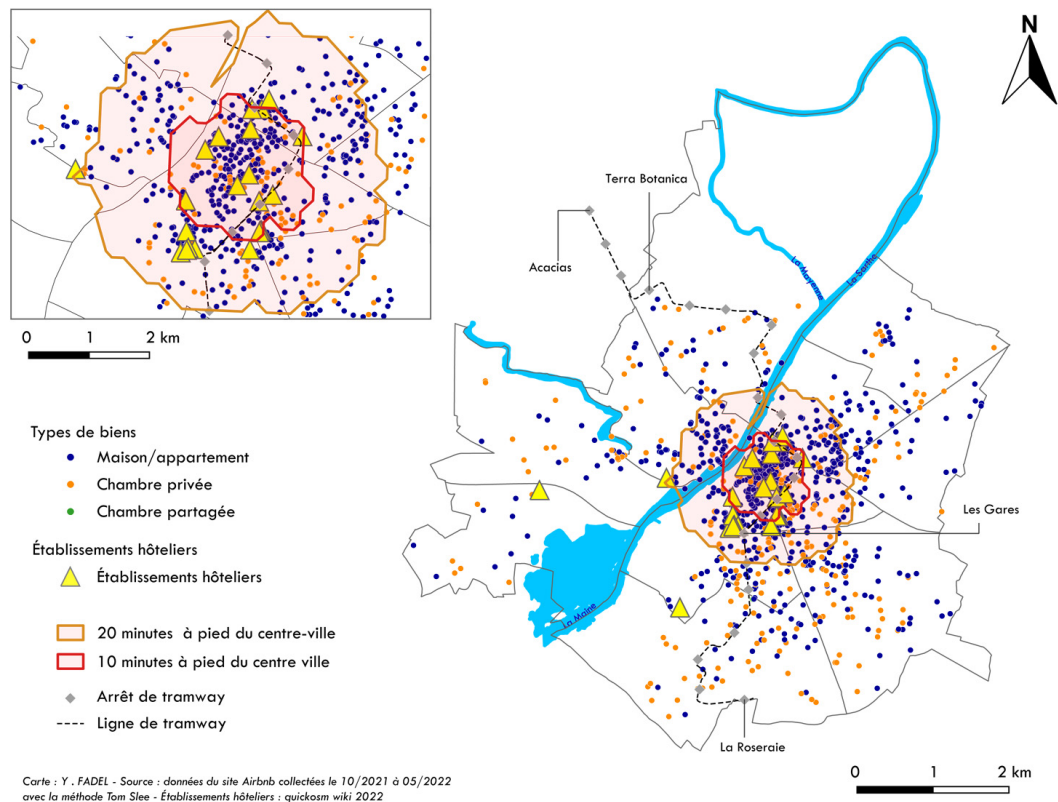 N
Terra Botanica
Acacias
La Mayenne
La Sarthe
0 1 2 km
Types de biens
Maison/appartement
Chambre privée
Chambre partagée
Établissements hôteliers
Établissements hôteliers
Les Gares
La Maine
20 minutes à pied du centre-ville
10 minutes à pied du centre ville
Arrêt de tramway
Ligne de tramway
La Roseraie
Carte : Y . FADEL - Source : données du site Airbnb collectées le 10/2021 à 05/2022
avec la méthode Tom Slee - Établissements hôteliers : quickosm wiki 2022
0 1 2 km